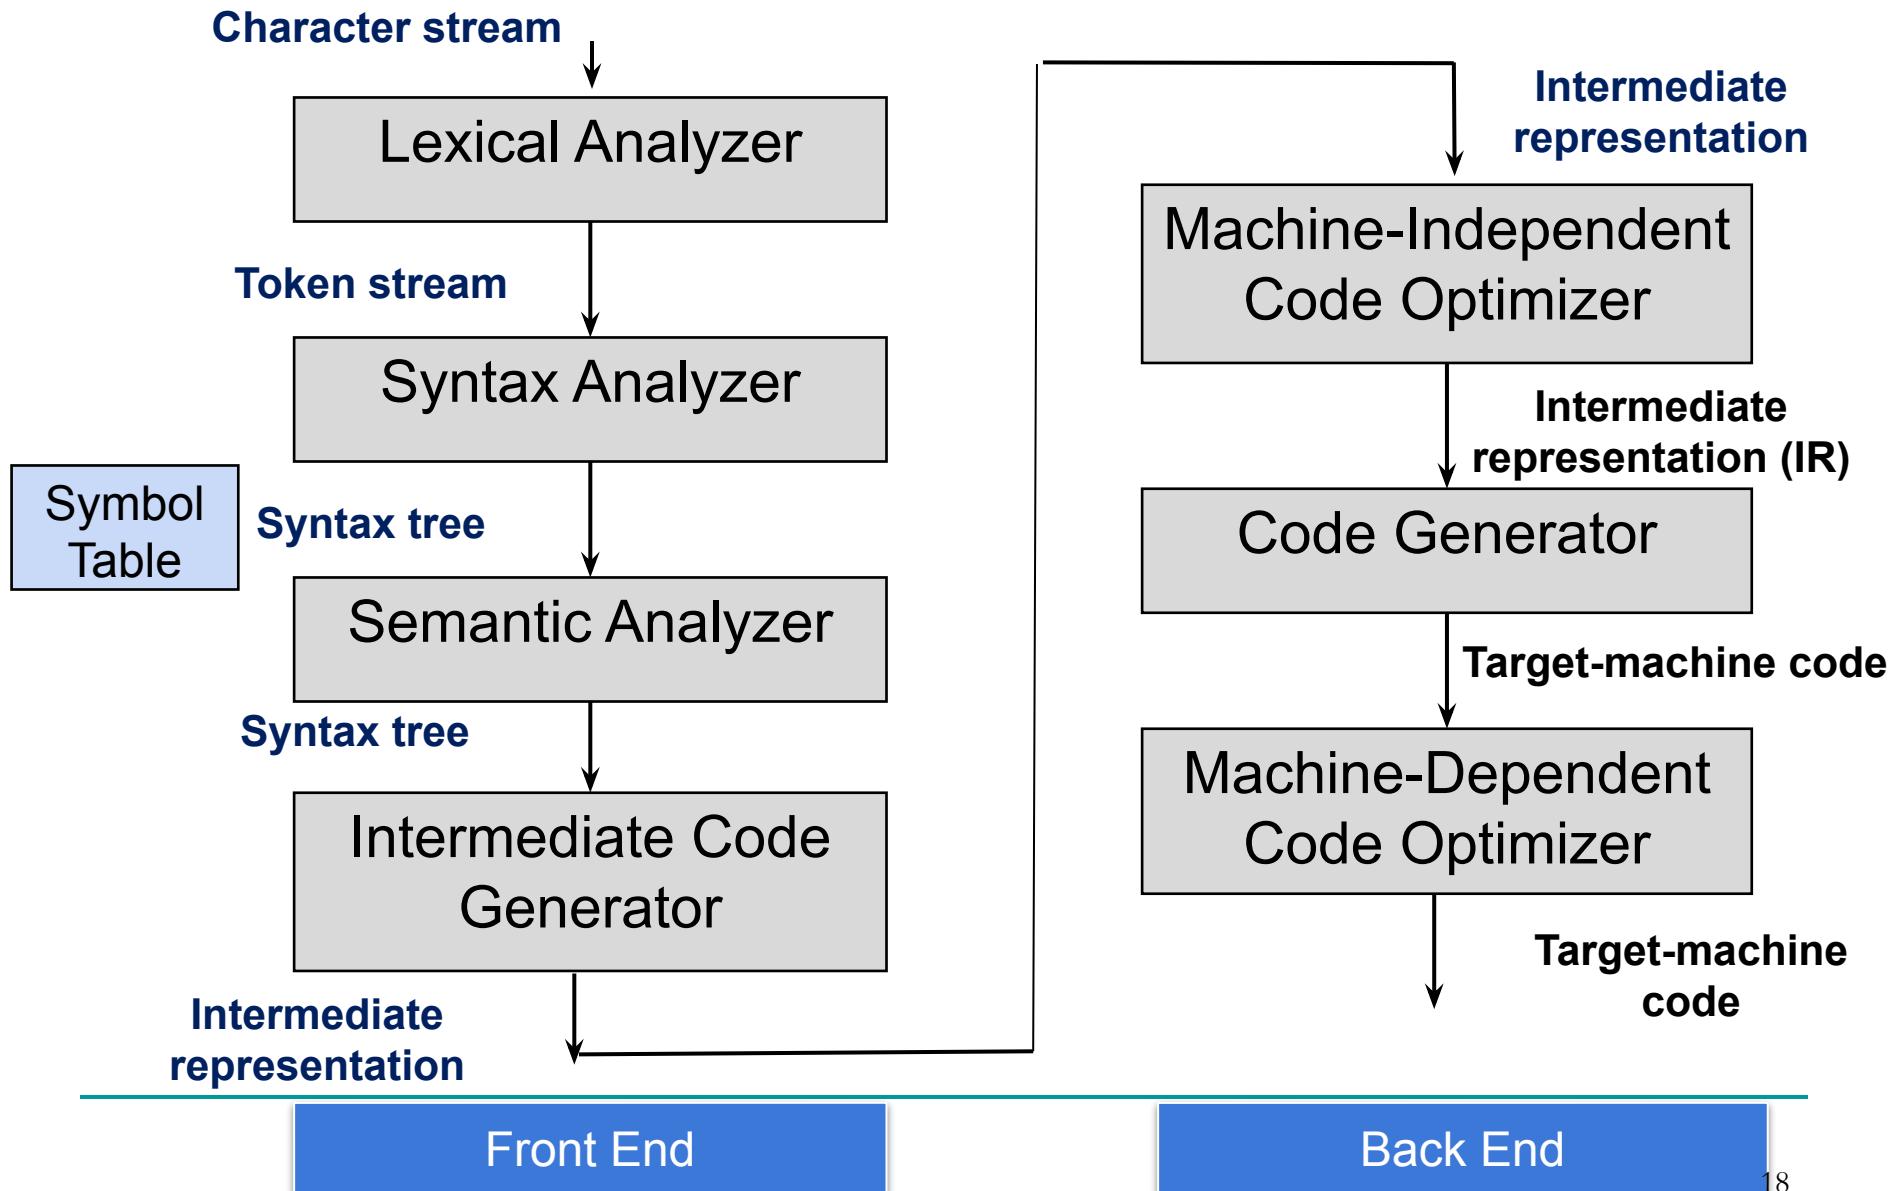 Character stream
Lexical Analyzer
Token stream
Syntax Analyzer
Symbol
Table
Syntax tree
Semantic Analyzer
Syntax tree
Intermediate Code
Generator
Intermediate
representation
Front End
Intermediate
representation
Machine-Independent
Code Optimizer
Intermediate
representation (IR)
Code Generator
Target-machine code
Machine-Dependent
Code Optimizer
Target-machine
code
Back End
18